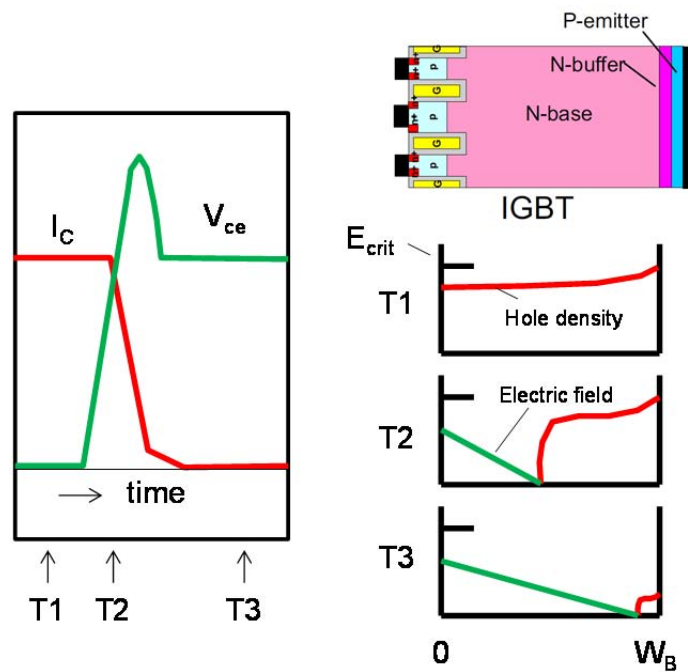 I_C
V_ce
time
T1 T2 T3
P-emitter
N-buffer
N-base
G
n+
P
n+
G
n+
P
n+
G
n+
P
n+
G
IGBT
E_crit
T1
Hole density
T2
Electric field
T3
0 W_B